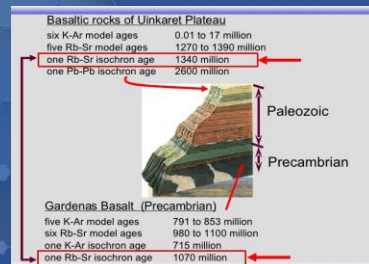 Basaltic rocks of Uinkaret Plateau
six K-Ar model ages 0.01 to 17 million
five Rb-Sr model ages 1270 to 1390 million
one Rb-Sr isochron age 1340 million
one Pb-Pb isochron age 2600 million
Paleozoic
Precambrian
Gardenas Basalt (Precambrian)
five K-Ar model ages 791 to 853 million
six Rb-Sr model ages 980 to 1100 million
one K-Ar isochron age 715 million
one Rb-Sr isochron age 1070 million